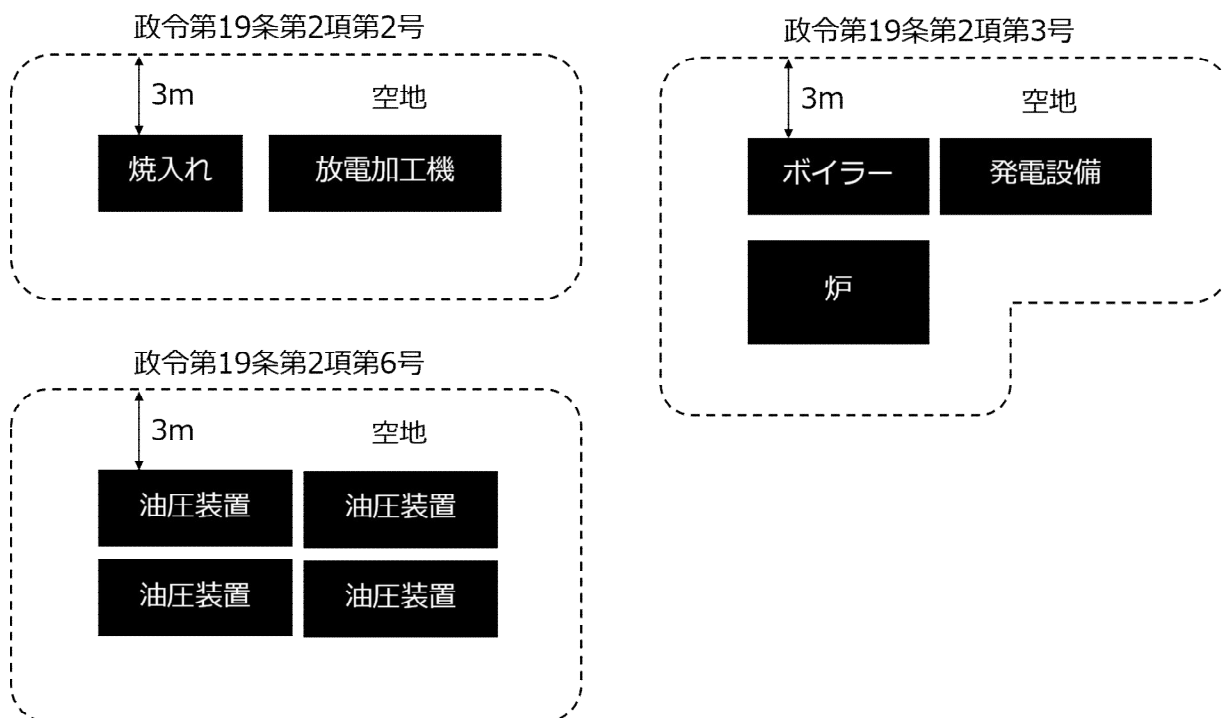 政令第19条第2項第2号
3m
空地
焼入れ
放電加工機
政令第19条第2項第3号
3m
空地
ボイラー
発電設備
炉
政令第19条第2項第6号
3m
空地
油圧装置
油圧装置
油圧装置
油圧装置